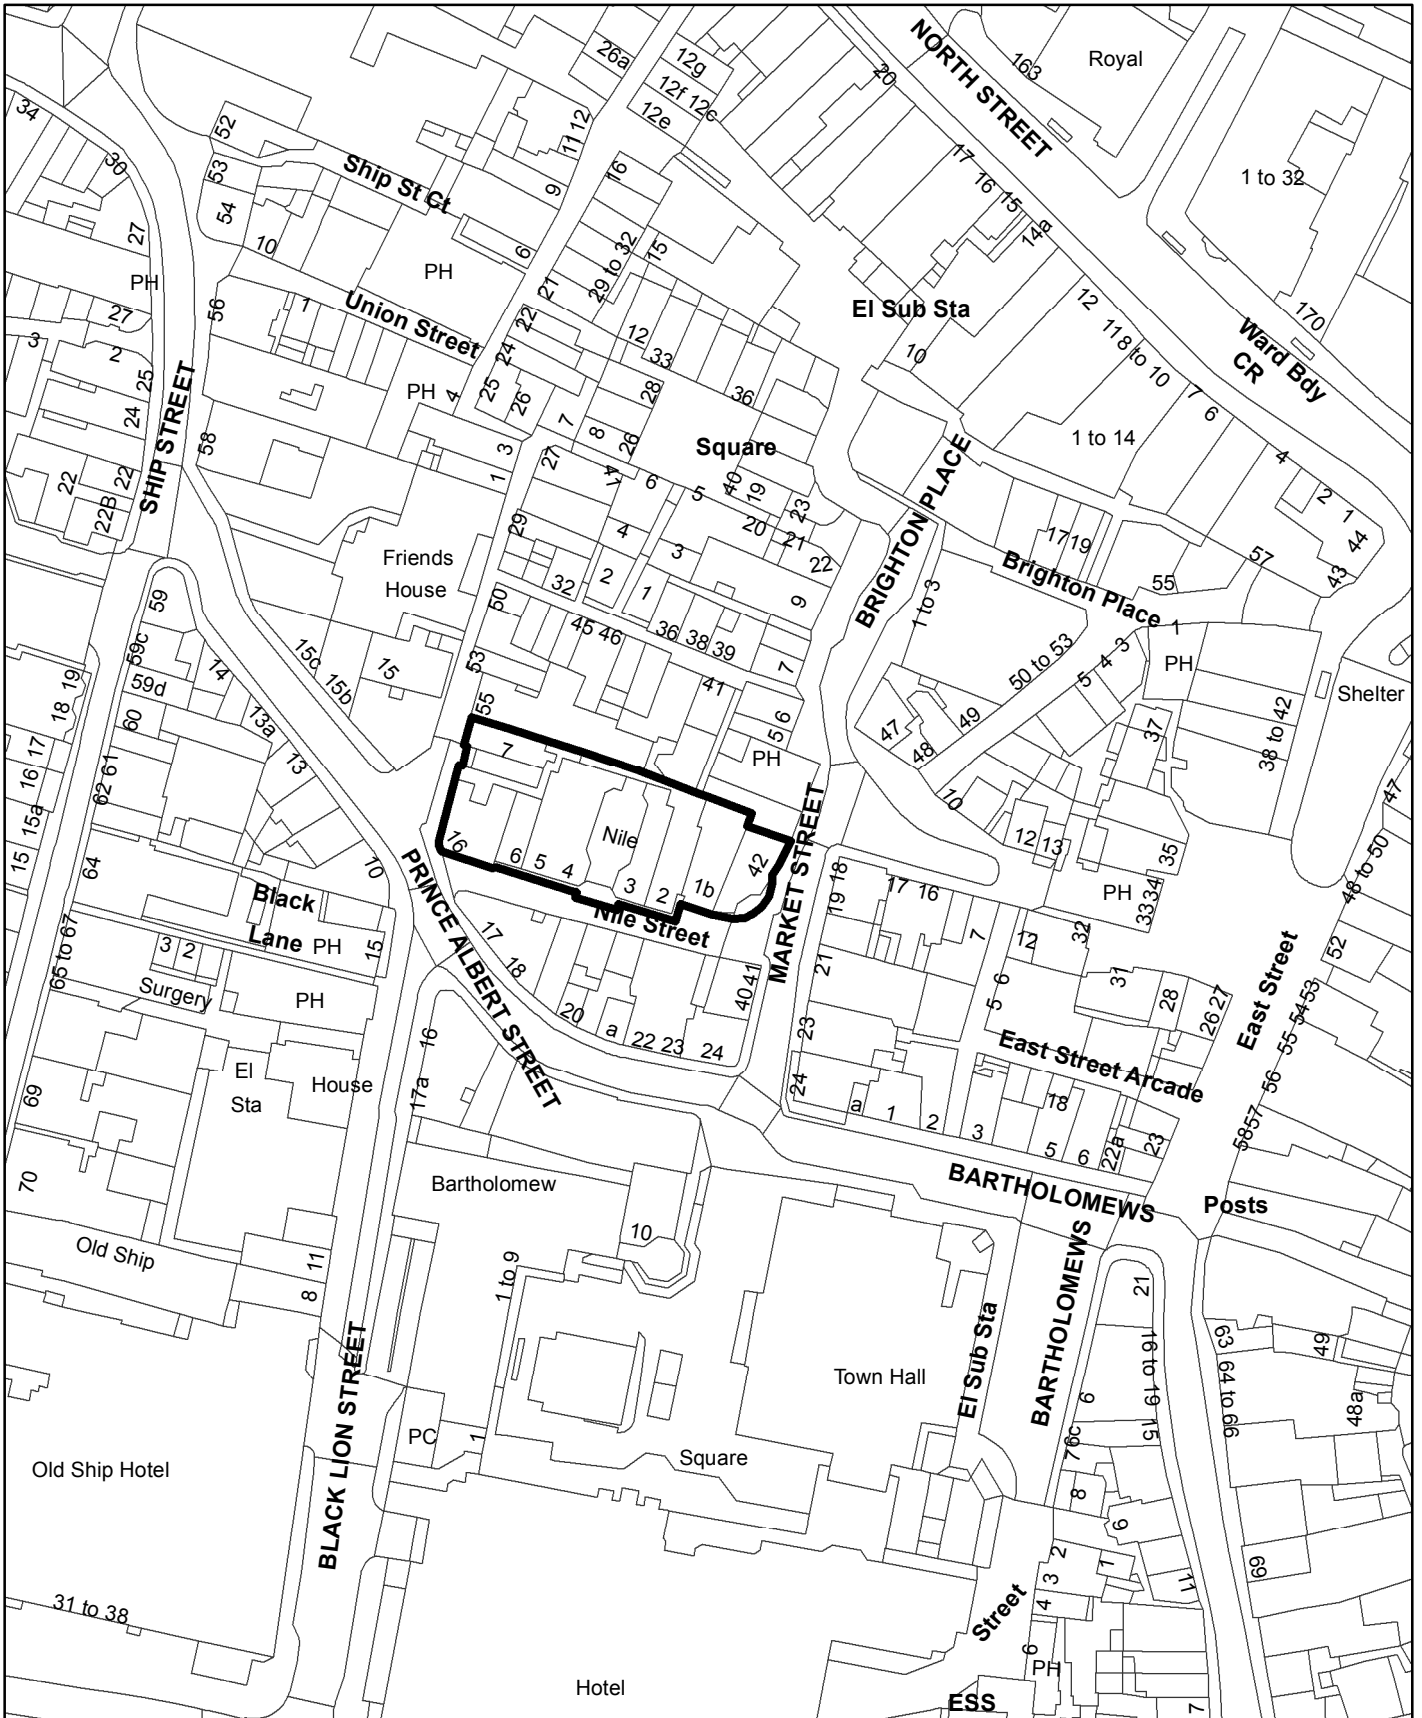 26a
12g
12f 12c
12e
20
NORTH STREET
163
Royal
34
52
53
54
30
27
PH
Ship St Ct
11 12
9
16
6
10
PH
17
16
15
14a
1 to 32
29 to 32
15
21
22
El Sub Sta
12
118 to 10
170
Ward Bdy
CR
27
3
2
25
24
56
1
Union Street
24
25
26
12
33
28
36
10
7
6
PH
4
7
8
26
Square
1 to 14
4
2
1
44
43
SHIP STREET
58
22
22
22B
3
1
27
47
6
5
40
19
23
20
21
22
BRIGHTON PLACE
29
4
3
2
1
32
17
19
57
55
Brighton Place
Friends
House
50
45 46
36
38
39
9
7
1 to 3
1
59
59c
59d
60
14
15c
15b
15
53
55
41
6
5
PH
50 to 53
3
4
5
PH
Shelter
19
18
17
16
15a
15
61
62
13a
13
7
47
48
49
37
38 to 42
47
10
MARKET STREET
16
6
5
4
Nile
3
2
1b
42
Nile Street
12
13
35
PH
34
33
48 to 50
64
10
Black
Lane
PH
15
PRINCE ALBERT STREET
18
19
17
16
7
12
32
52
65 to 67
3
2
Surgery
PH
17
18
20
a
22
23
24
40
41
21
6
5
31
28
27
26
East Street
53
54
55
56
16
17a
El
Sta
House
23
24
East Street Arcade
a
1
2
3
18
5
6
22a
23
57
58
69
70
Bartholomew
10
BARTHOLOMEWS
Posts
Old Ship
11
8
1 to 9
BARTHOLOMEWS
El Sub Sta
21
16 to 19
15
63
64 to 66
49
48a
Town Hall
6
6c
7
8
9
BLACK LION STREET
PC
1
Old Ship Hotel
Square
2
1
3
4
11
69
31 to 38
Street
6
PH
Hotel
ESS
7